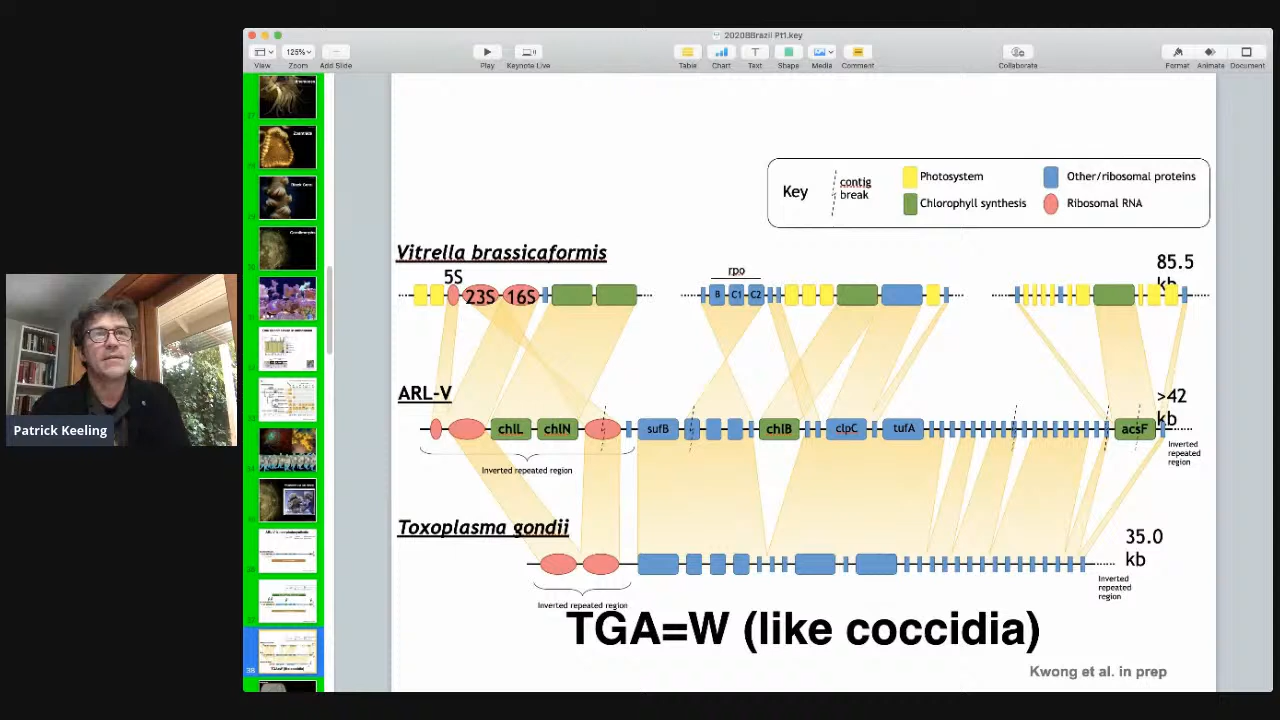 2020BBrazil Pt1.key
125%
View Zoom Add Slide Play Keynote Live Table Chart Text Shape Media Comment Collaborate Format Animate Document
Key
contig
break
Photosystem
Other/ribosomal proteins
Chlorophyll synthesis
Ribosomal RNA
Vitrella brassicaformis
5S
23S 16S
rpo
B C1 C2
85.5
kb
ARL-V
chlL chlN sufB chlB clpC tufA acsF
>42
kb
Inverted repeated region
Inverted
repeated
region
Toxoplasma gondii
35.0
kb
Inverted repeated region
Inverted
repeated
region
TGA=W (like coccidia)
Kwong et al. in prep
Patrick Keeling
38